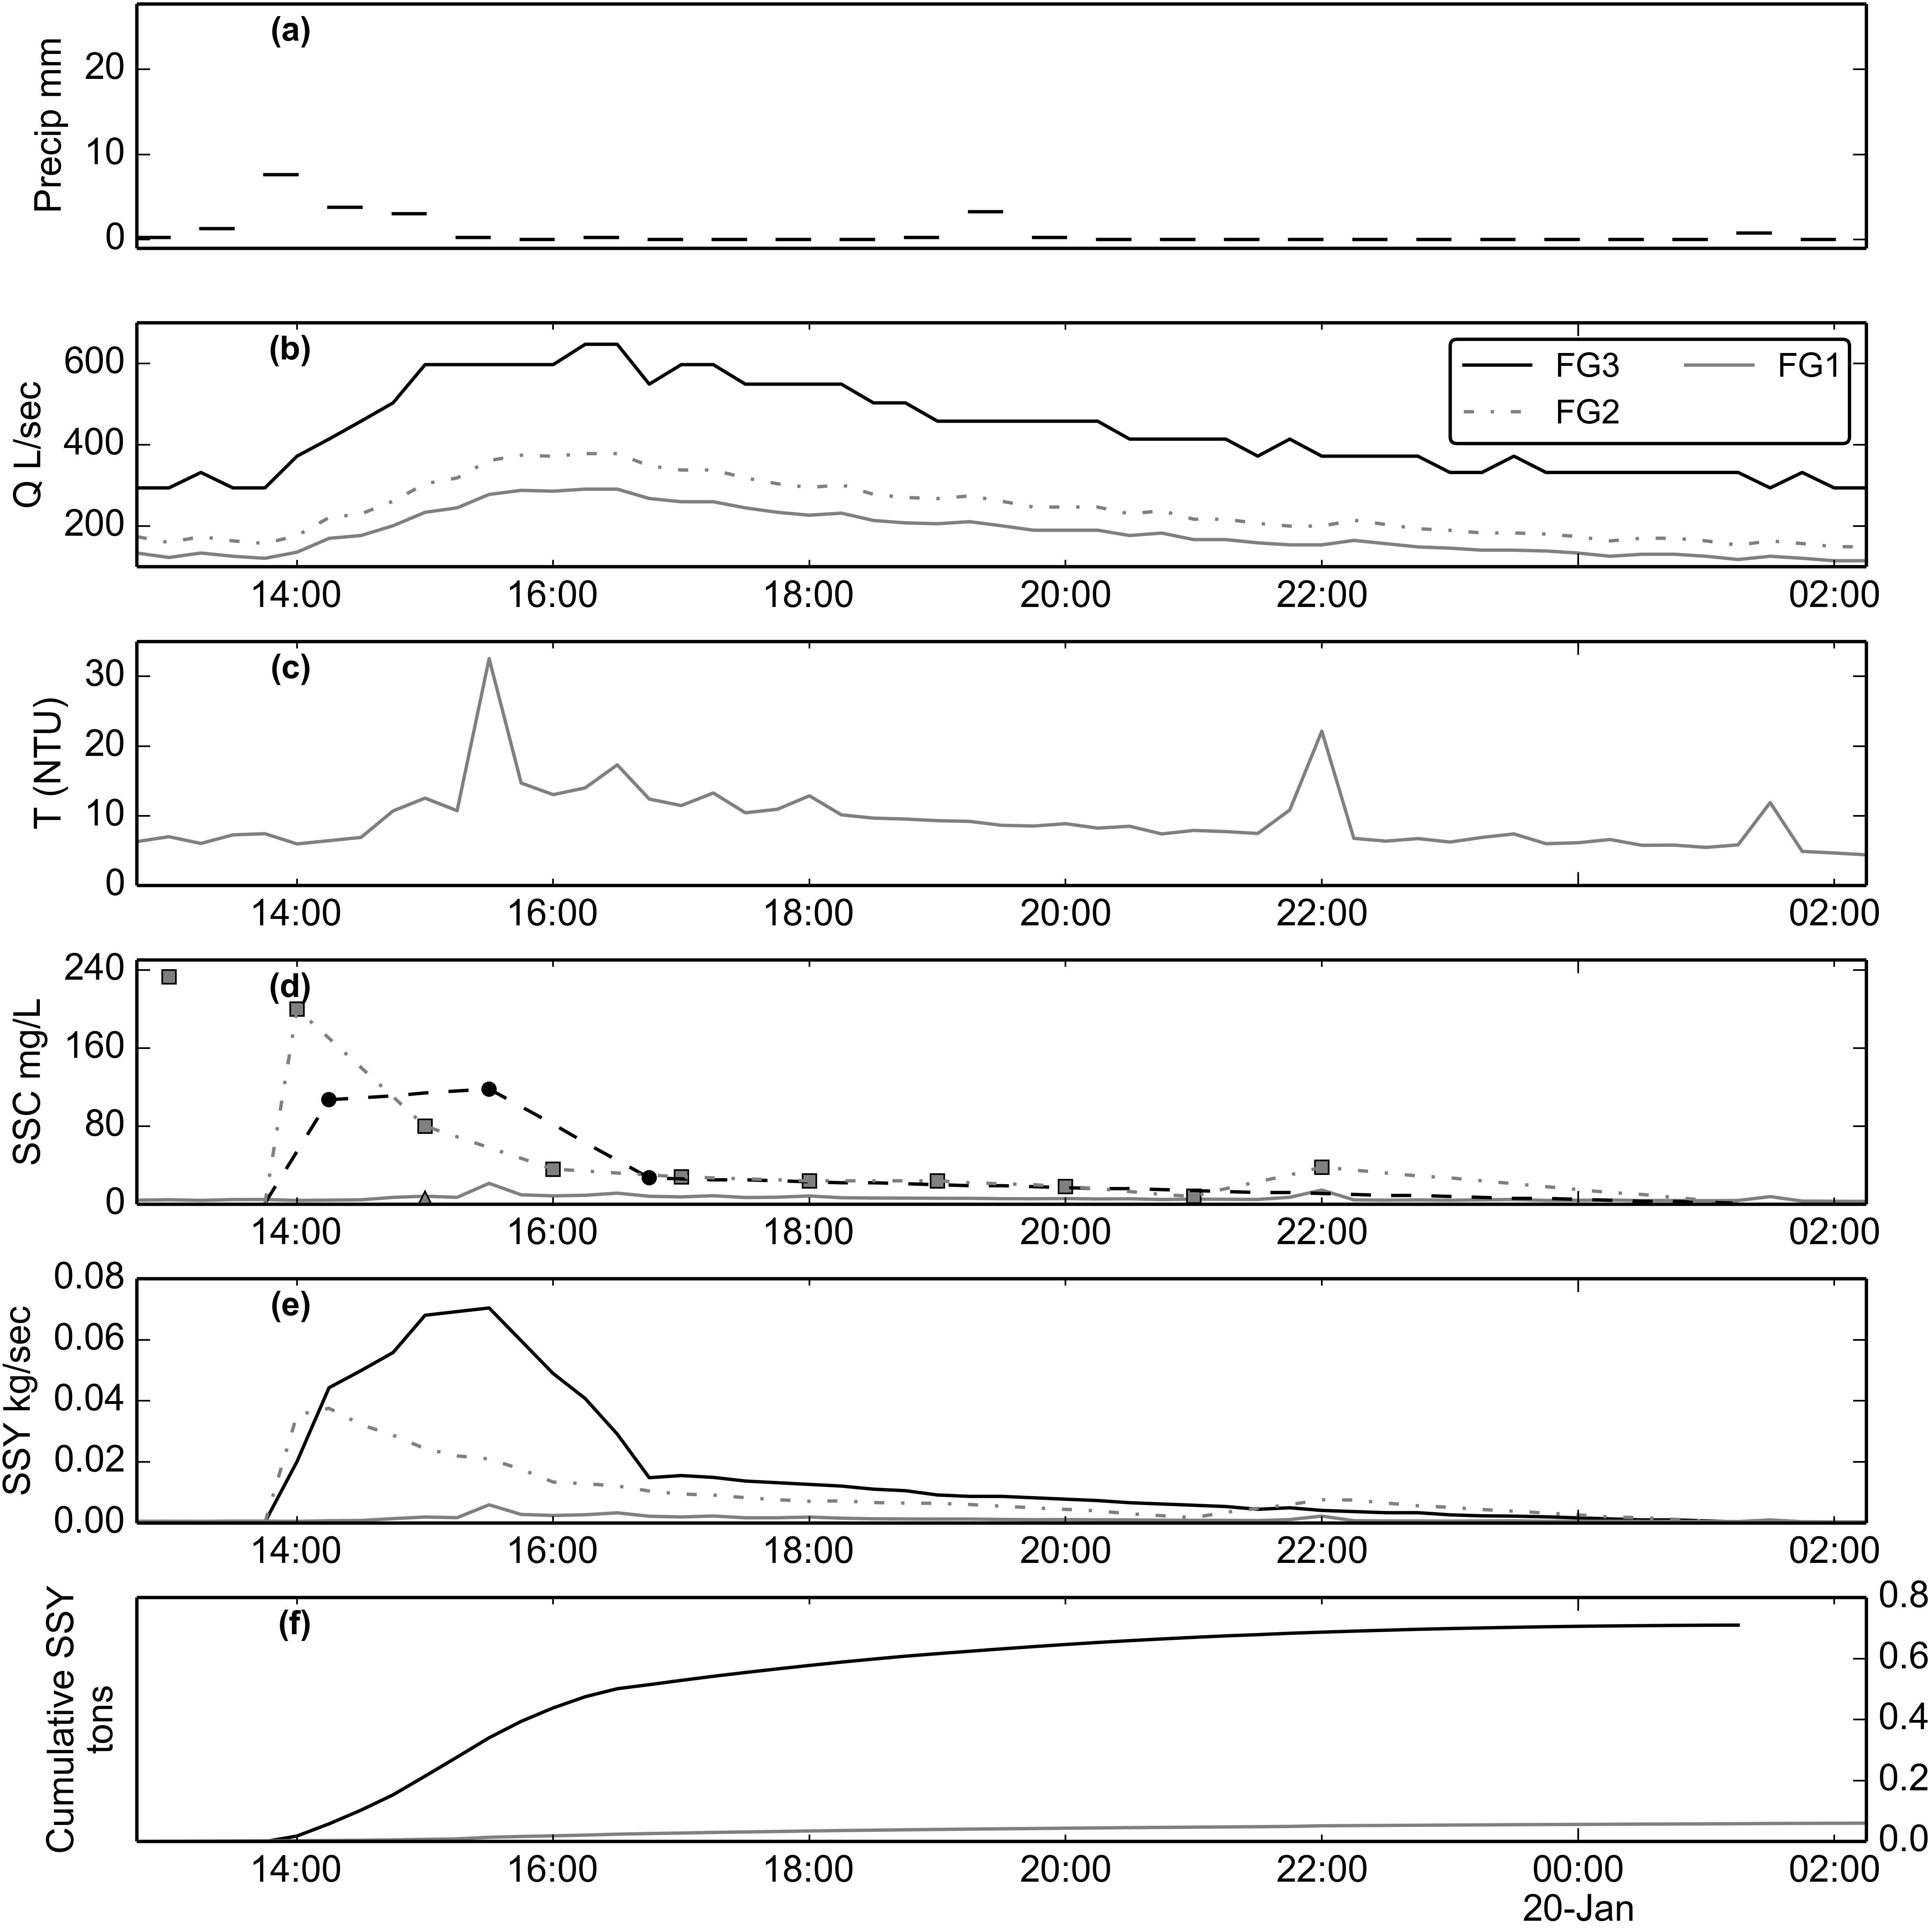 (a)
Precip mm
20
10
0
(b)
Q L/sec
600
400
200
FG3 FG1
FG2
14:00 16:00 18:00 20:00 22:00 02:00
(c)
T (NTU)
30
20
10
0
14:00 16:00 18:00 20:00 22:00 02:00
(d)
SSC mg/L
240
160
80
0
14:00 16:00 18:00 20:00 22:00 02:00
(e)
SSY kg/sec
0.08
0.06
0.04
0.02
0.00
14:00 16:00 18:00 20:00 22:00 02:00
(f)
Cumulative SSY
tons
0.8
0.6
0.4
0.2
0.0
14:00 16:00 18:00 20:00 22:00 00:00 02:00
20-Jan